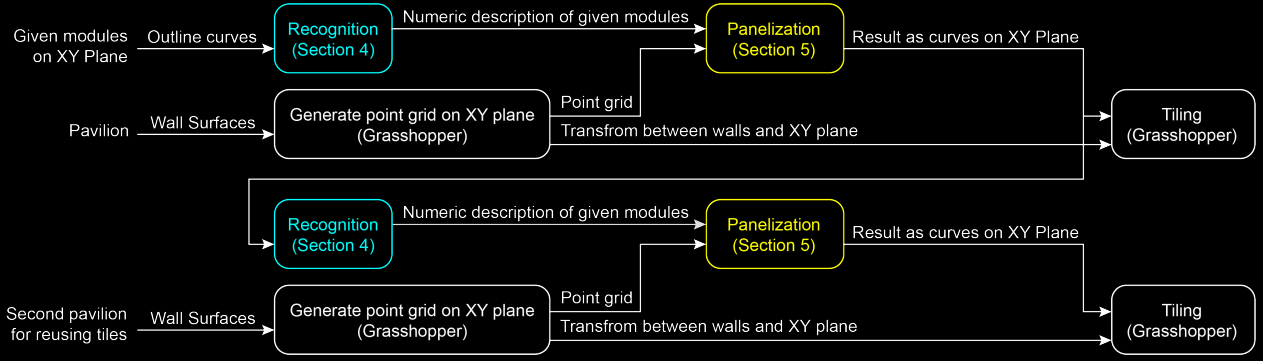 Given modules
on XY Plane
Outline curves
Recognition
(Section 4)
Numeric description of given modules
Panelization
(Section 5)
Result as curves on XY Plane
Pavilion
Wall Surfaces
Generate point grid on XY plane
(Grasshopper)
Point grid
Transfrom between walls and XY plane
Tiling
(Grasshopper)
Recognition
(Section 4)
Numeric description of given modules
Panelization
(Section 5)
Result as curves on XY Plane
Second pavilion
for reusing tiles
Wall Surfaces
Generate point grid on XY plane
(Grasshopper)
Point grid
Transfrom between walls and XY plane
Tiling
(Grasshopper)